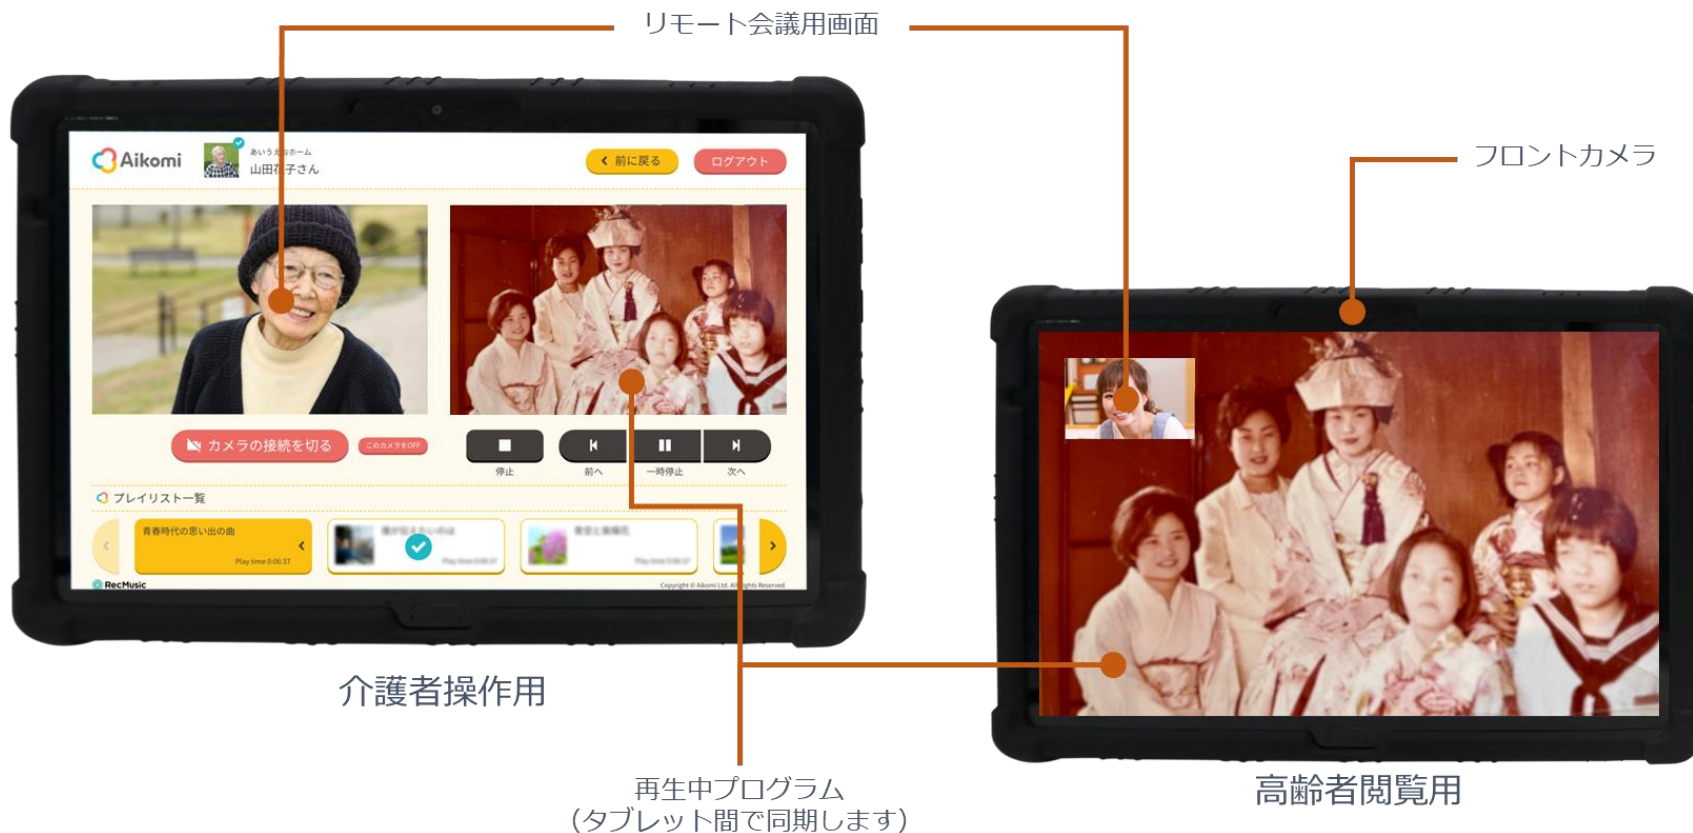 リモート会議用画面
フロントカメラ
Aikomi
あいうえおホーム
山田花子さん
前に戻る
ログアウト
カメラの接続を切る
このカメラをOFF
停止
前へ
一時停止
次へ
プレイリスト一覧
青春時代の思い出の曲
Play time 0:06:37
RecMusic
Copyright © Aikomi Ltd. All Rights Reserved.
介護者操作用
高齢者閲覧用
再生中プログラム
(タブレット間で同期します)